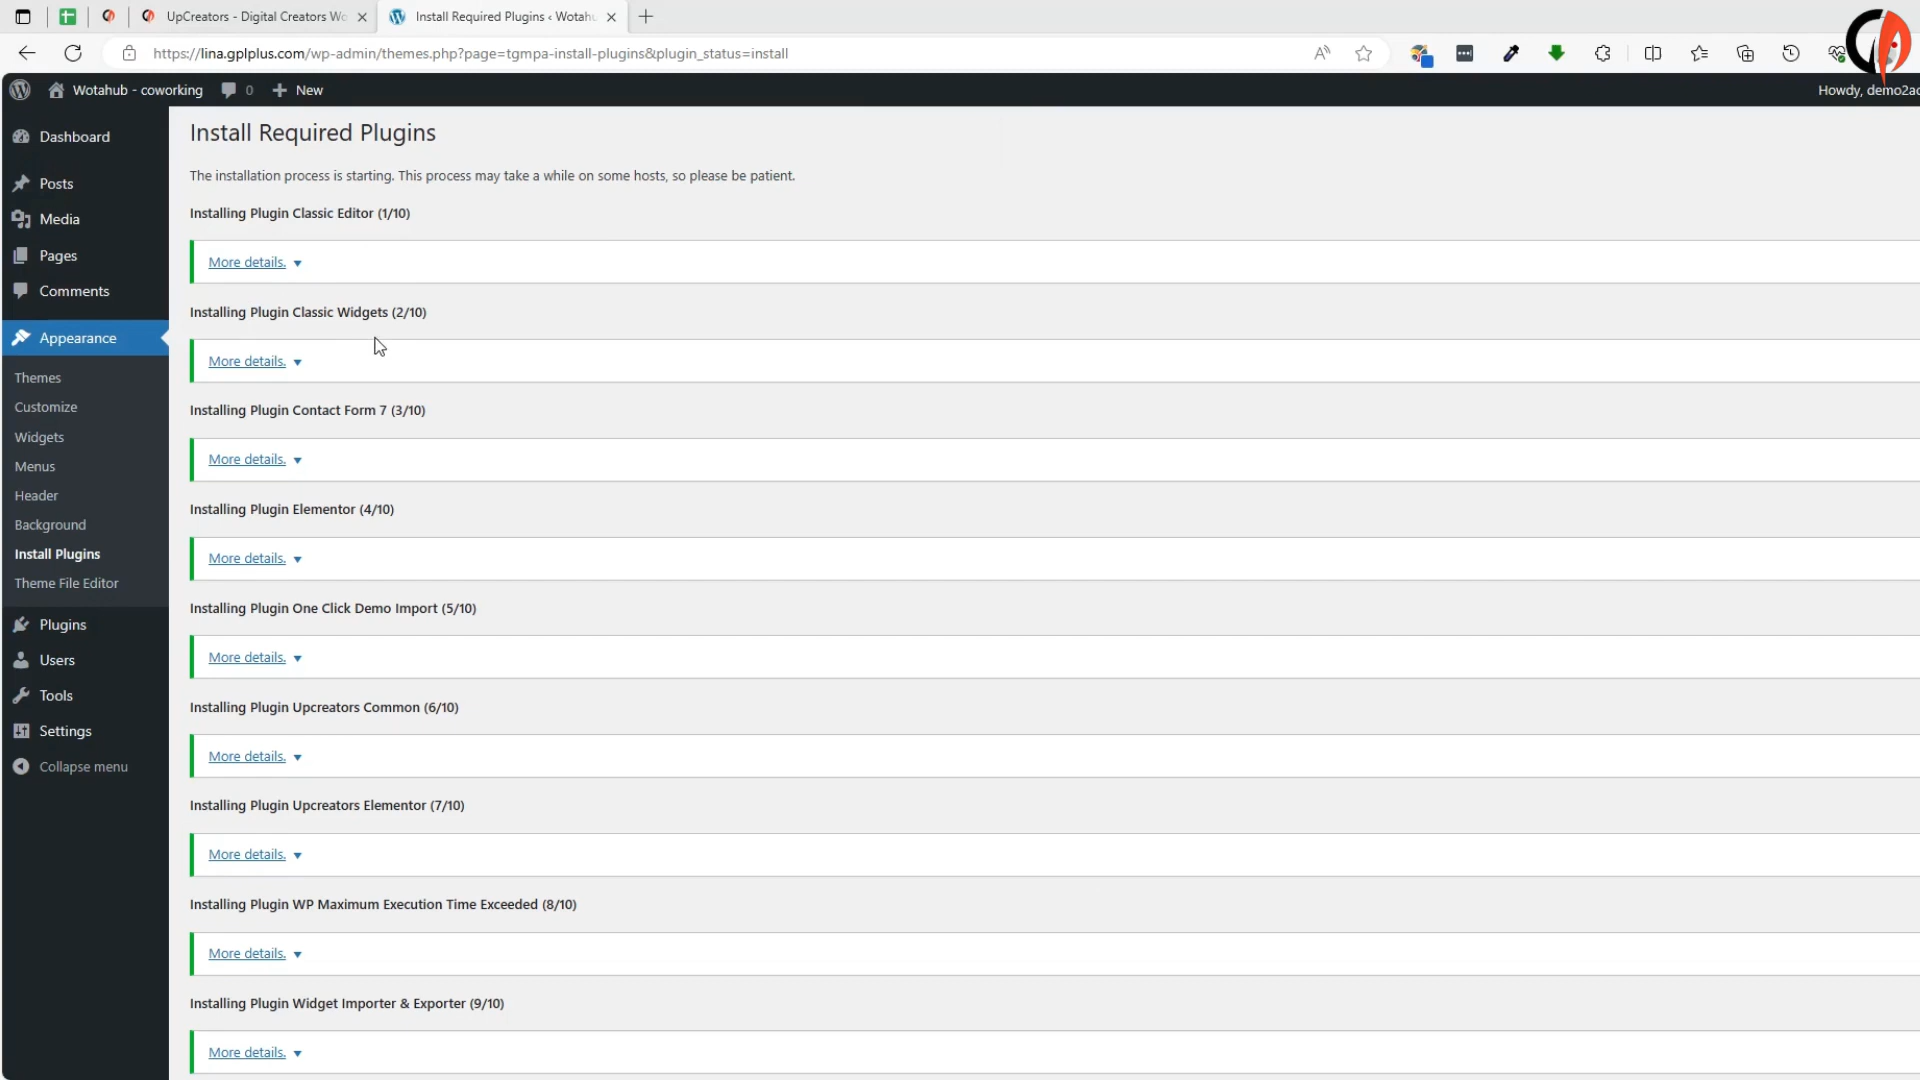 UpCreators - Digital Creators Wo
Install Required Plugins ‹ Wotahu
https://lina.gplplus.com/wp-admin/themes.php?page=tgmpa-install-plugins&plugin_status=install
Wotahub - coworking
0
New
Howdy, demo2ad
Dashboard
Posts
Media
Pages
Comments
Appearance
Themes
Customize
Widgets
Menus
Header
Background
Install Plugins
Theme File Editor
Plugins
Users
Tools
Settings
Collapse menu
Install Required Plugins
The installation process is starting. This process may take a while on some hosts, so please be patient.
Installing Plugin Classic Editor (1/10)
More details.
Installing Plugin Classic Widgets (2/10)
More details.
Installing Plugin Contact Form 7 (3/10)
More details.
Installing Plugin Elementor (4/10)
More details.
Installing Plugin One Click Demo Import (5/10)
More details.
Installing Plugin Upcreators Common (6/10)
More details.
Installing Plugin Upcreators Elementor (7/10)
More details.
Installing Plugin WP Maximum Execution Time Exceeded (8/10)
More details.
Installing Plugin Widget Importer & Exporter (9/10)
More details.